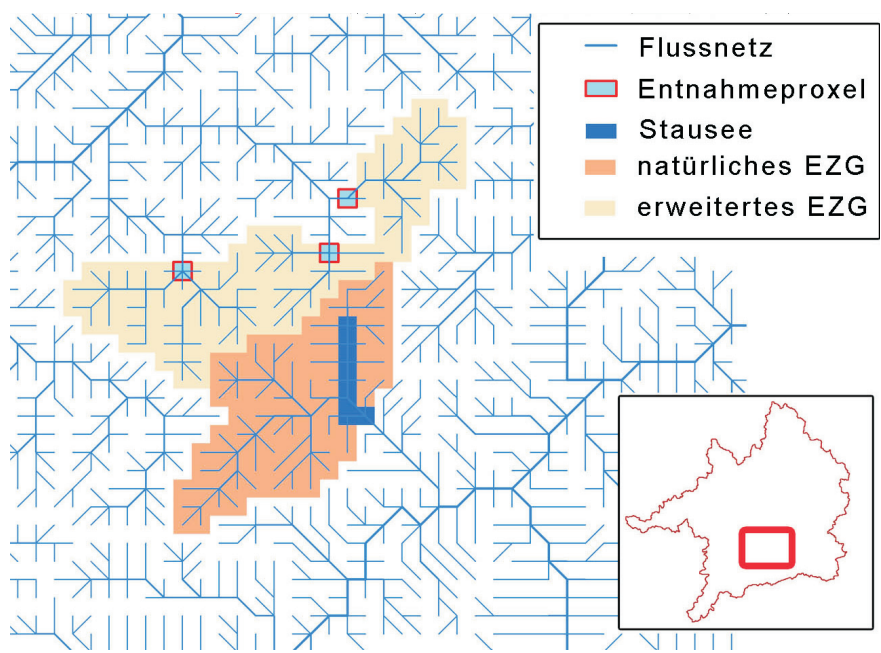 Flussnetz
Entnahmeproxel
Stausee
natürliches EZG
erweitertes EZG